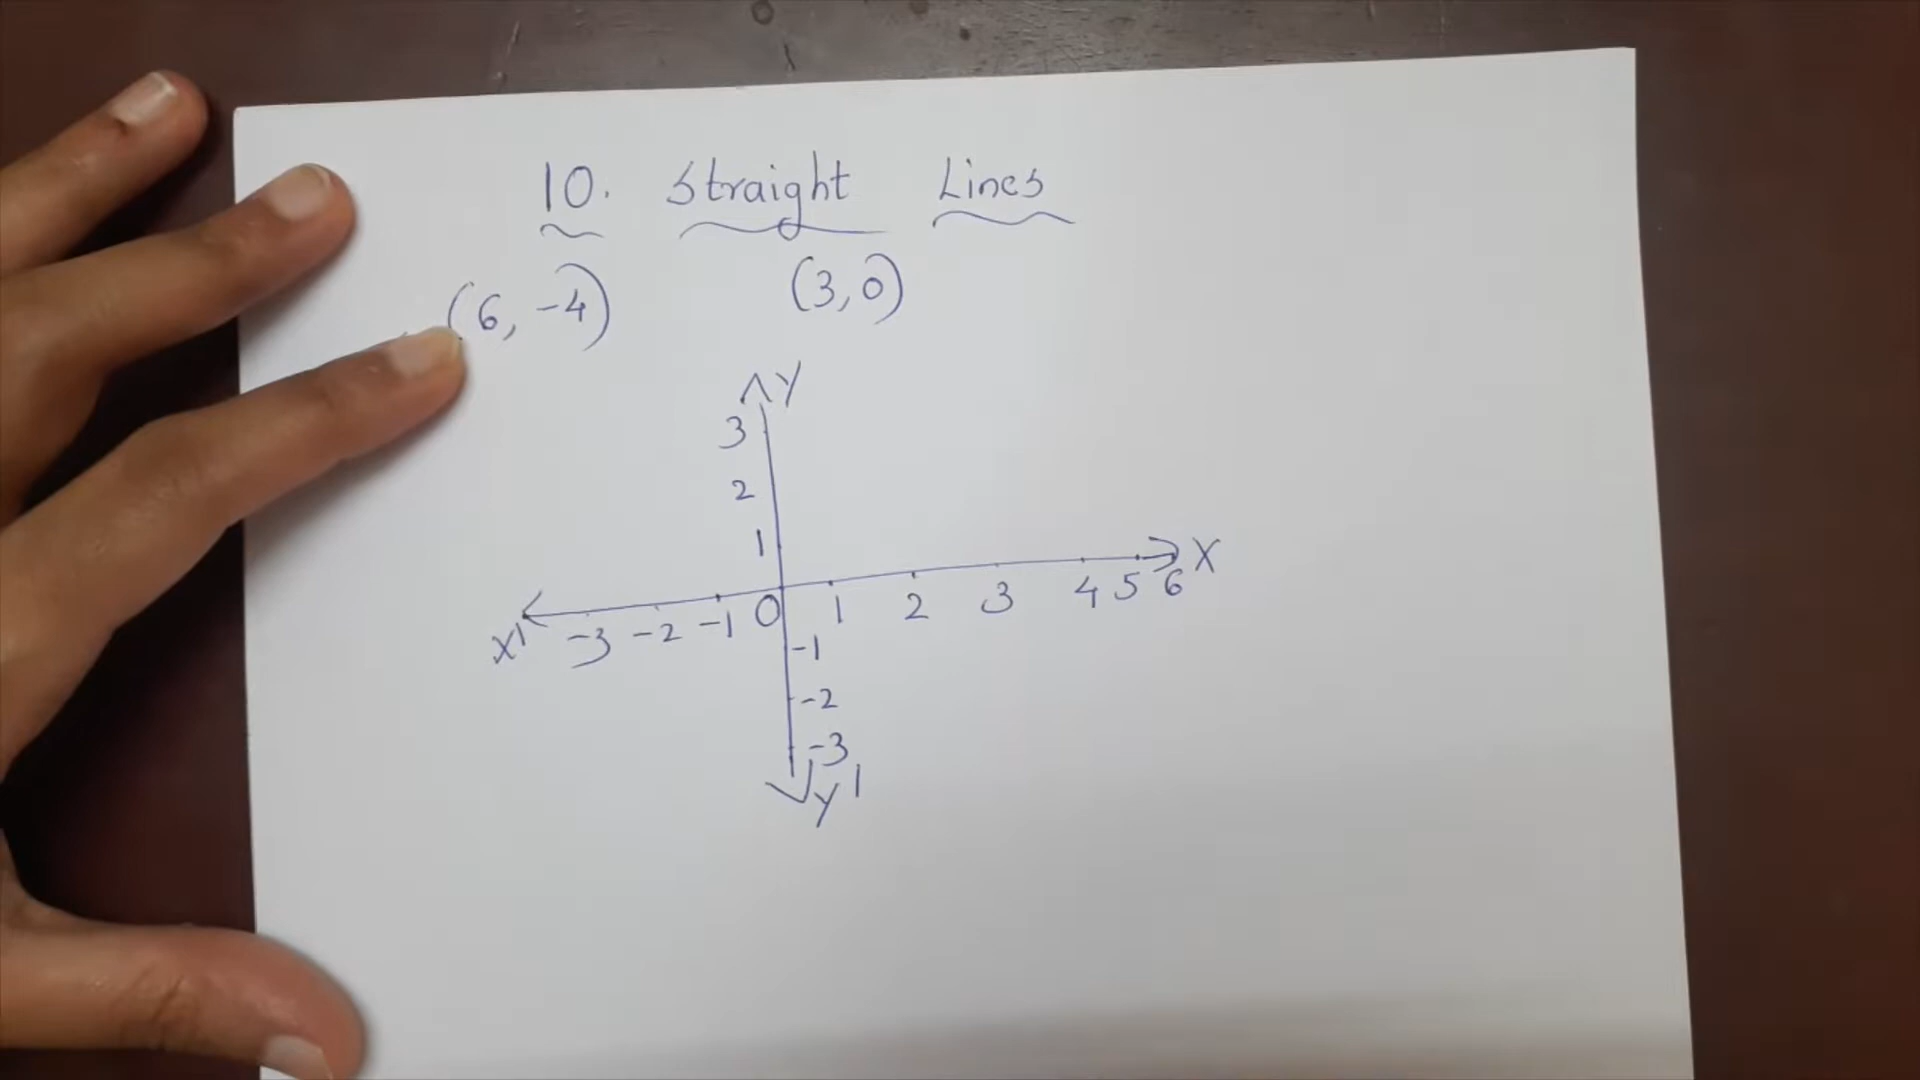 10. Straight Lines
(6, -4) (3, 0)
Y
3
2
1
X' -3 -2 -1 0 1 2 3 4 5 6 X
-1
-2
-3
Y'